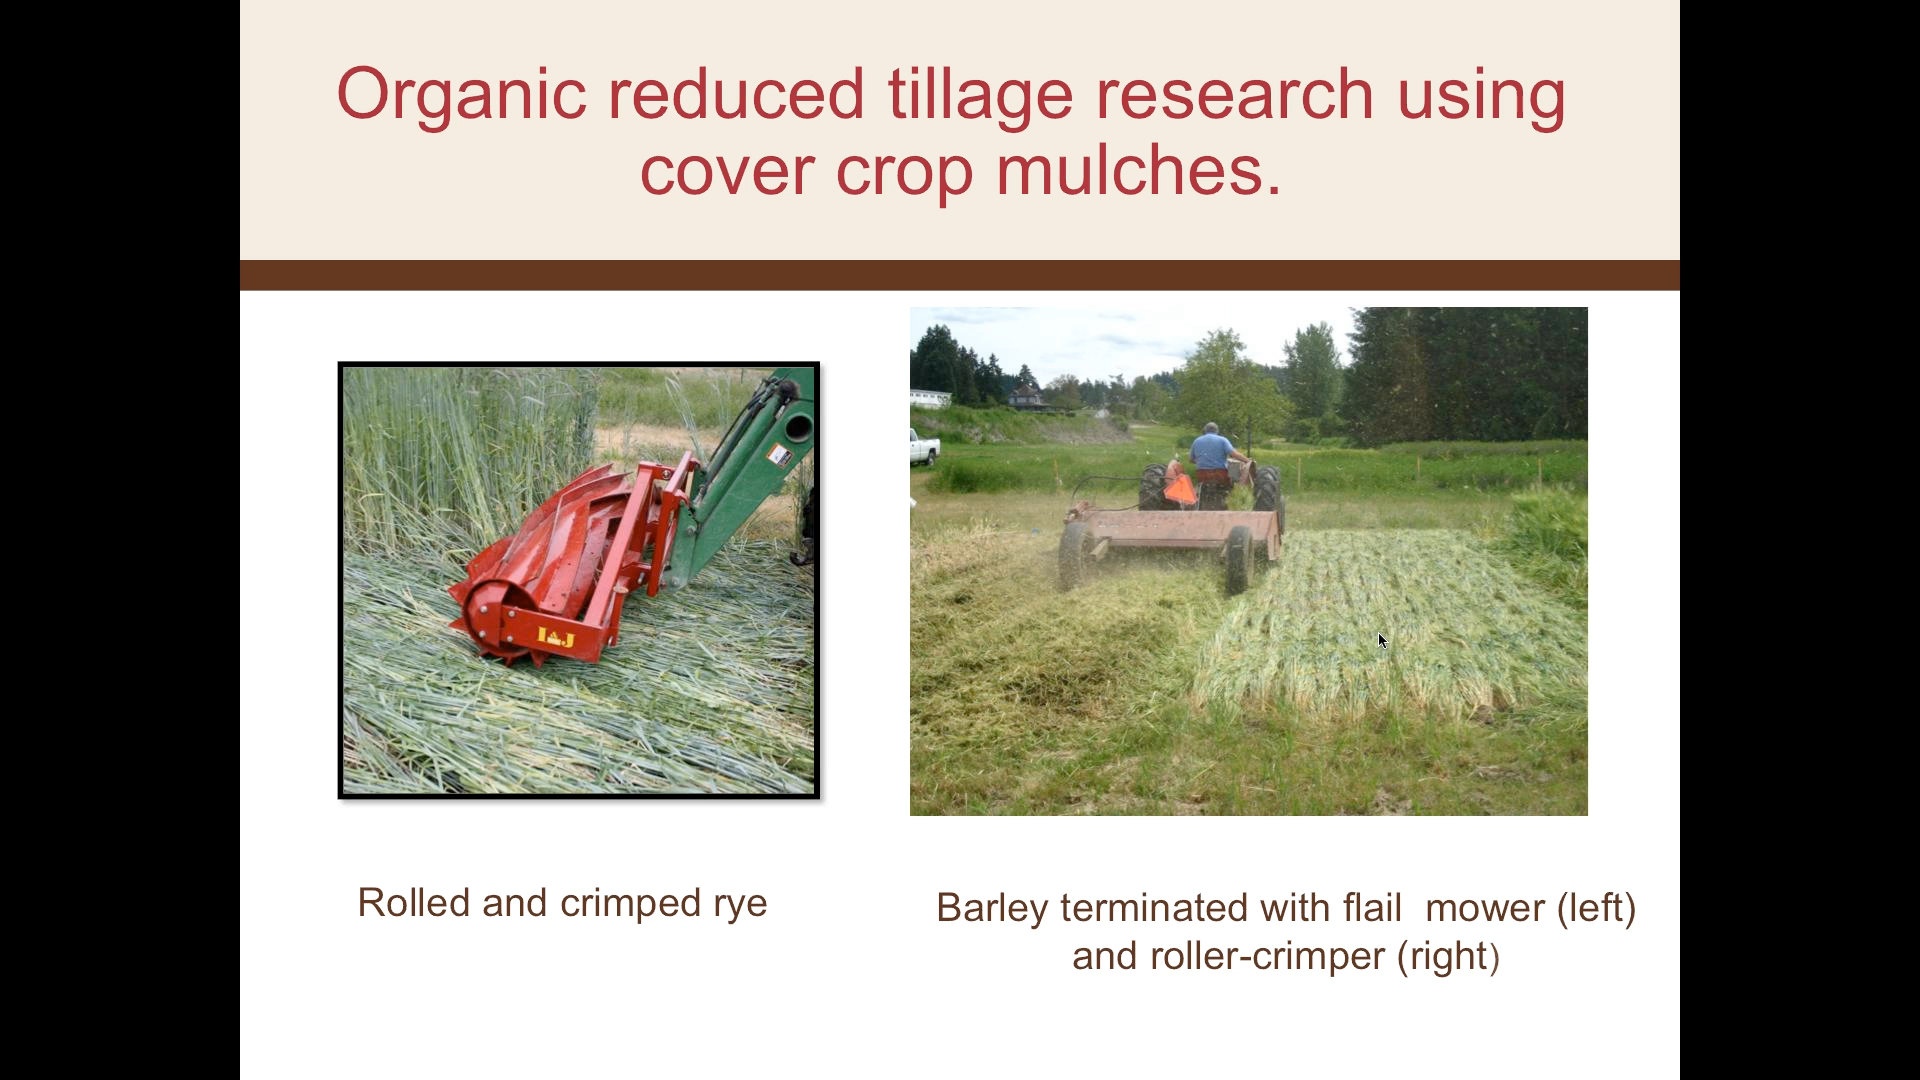 Organic reduced tillage research using
cover crop mulches.
I&J
Rolled and crimped rye
Barley terminated with flail  mower (left)
and roller-crimper (right)